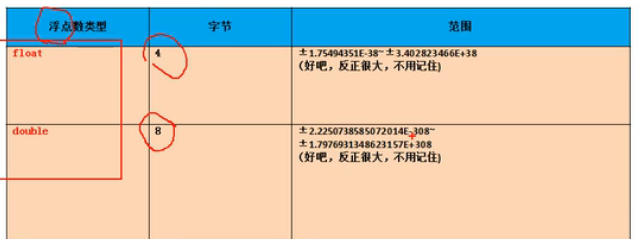 浮点数类型 字节 范围
float 4 ±1.75494351E-38~±3.402823466E+38
(好吧，反正很大，不用记住)
double 8 ±2.2250738585072014E-308~
±1.7976931348623157E+308
(好吧，反正很大，不用记住)